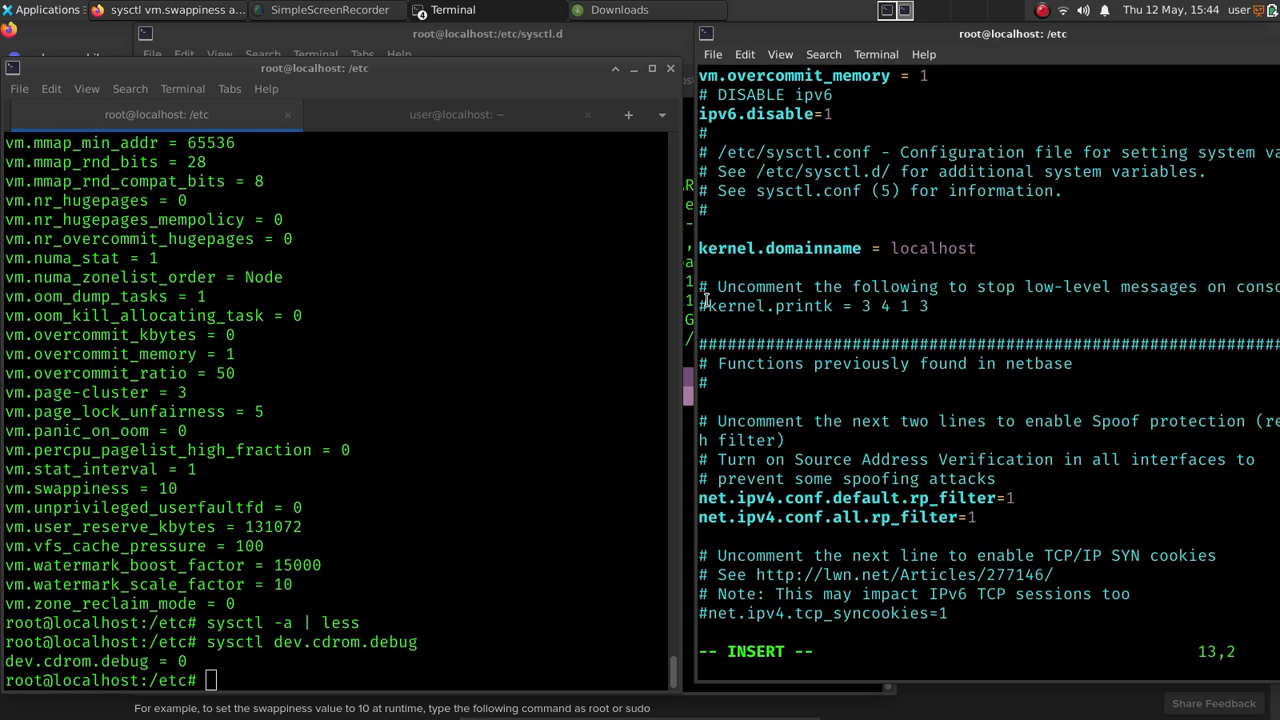 Applications
sysctl vm.swappiness a...
SimpleScreenRecorder
4
Terminal
Downloads
Thu 12 May, 15:44
user
root@localhost:/etc/sysctl.d
root@localhost: /etc
File Edit View Search Terminal Tabs Help
root@localhost: /etc
user@localhost: ~
vm.mmap_min_addr = 65536
vm.mmap_rnd_bits = 28
vm.mmap_rnd_compat_bits = 8
vm.nr_hugepages = 0
vm.nr_hugepages_mempolicy = 0
vm.nr_overcommit_hugepages = 0
vm.numa_stat = 1
vm.numa_zonelist_order = Node
vm.oom_dump_tasks = 1
vm.oom_kill_allocating_task = 0
vm.overcommit_kbytes = 0
vm.overcommit_memory = 1
vm.overcommit_ratio = 50
vm.page-cluster = 3
vm.page_lock_unfairness = 5
vm.panic_on_oom = 0
vm.percpu_pagelist_high_fraction = 0
vm.stat_interval = 1
vm.swappiness = 10
vm.unprivileged_userfaultfd = 0
vm.user_reserve_kbytes = 131072
vm.vfs_cache_pressure = 100
vm.watermark_boost_factor = 15000
vm.watermark_scale_factor = 10
vm.zone_reclaim_mode = 0
root@localhost:/etc# sysctl -a | less
root@localhost:/etc# sysctl dev.cdrom.debug
dev.cdrom.debug = 0
root@localhost:/etc#
root@localhost: /etc
File Edit View Search Terminal Help
vm.overcommit_memory = 1
# DISABLE ipv6
ipv6.disable=1
#
# /etc/sysctl.conf - Configuration file for setting system va
# See /etc/sysctl.d/ for additional system variables.
# See sysctl.conf (5) for information.
#
kernel.domainname = localhost
# Uncomment the following to stop low-level messages on conso
#kernel.printk = 3 4 1 3
#############################################################
# Functions previously found in netbase
#
# Uncomment the next two lines to enable Spoof protection (re
h filter)
# Turn on Source Address Verification in all interfaces to
# prevent some spoofing attacks
net.ipv4.conf.default.rp_filter=1
net.ipv4.conf.all.rp_filter=1
# Uncomment the next line to enable TCP/IP SYN cookies
# See http://lwn.net/Articles/277146/
# Note: This may impact IPv6 TCP sessions too
#net.ipv4.tcp_syncookies=1
-- INSERT -- 13,2
For example, to set the swappiness value to 10 at runtime, type the following command as root or sudo
Share Feedback